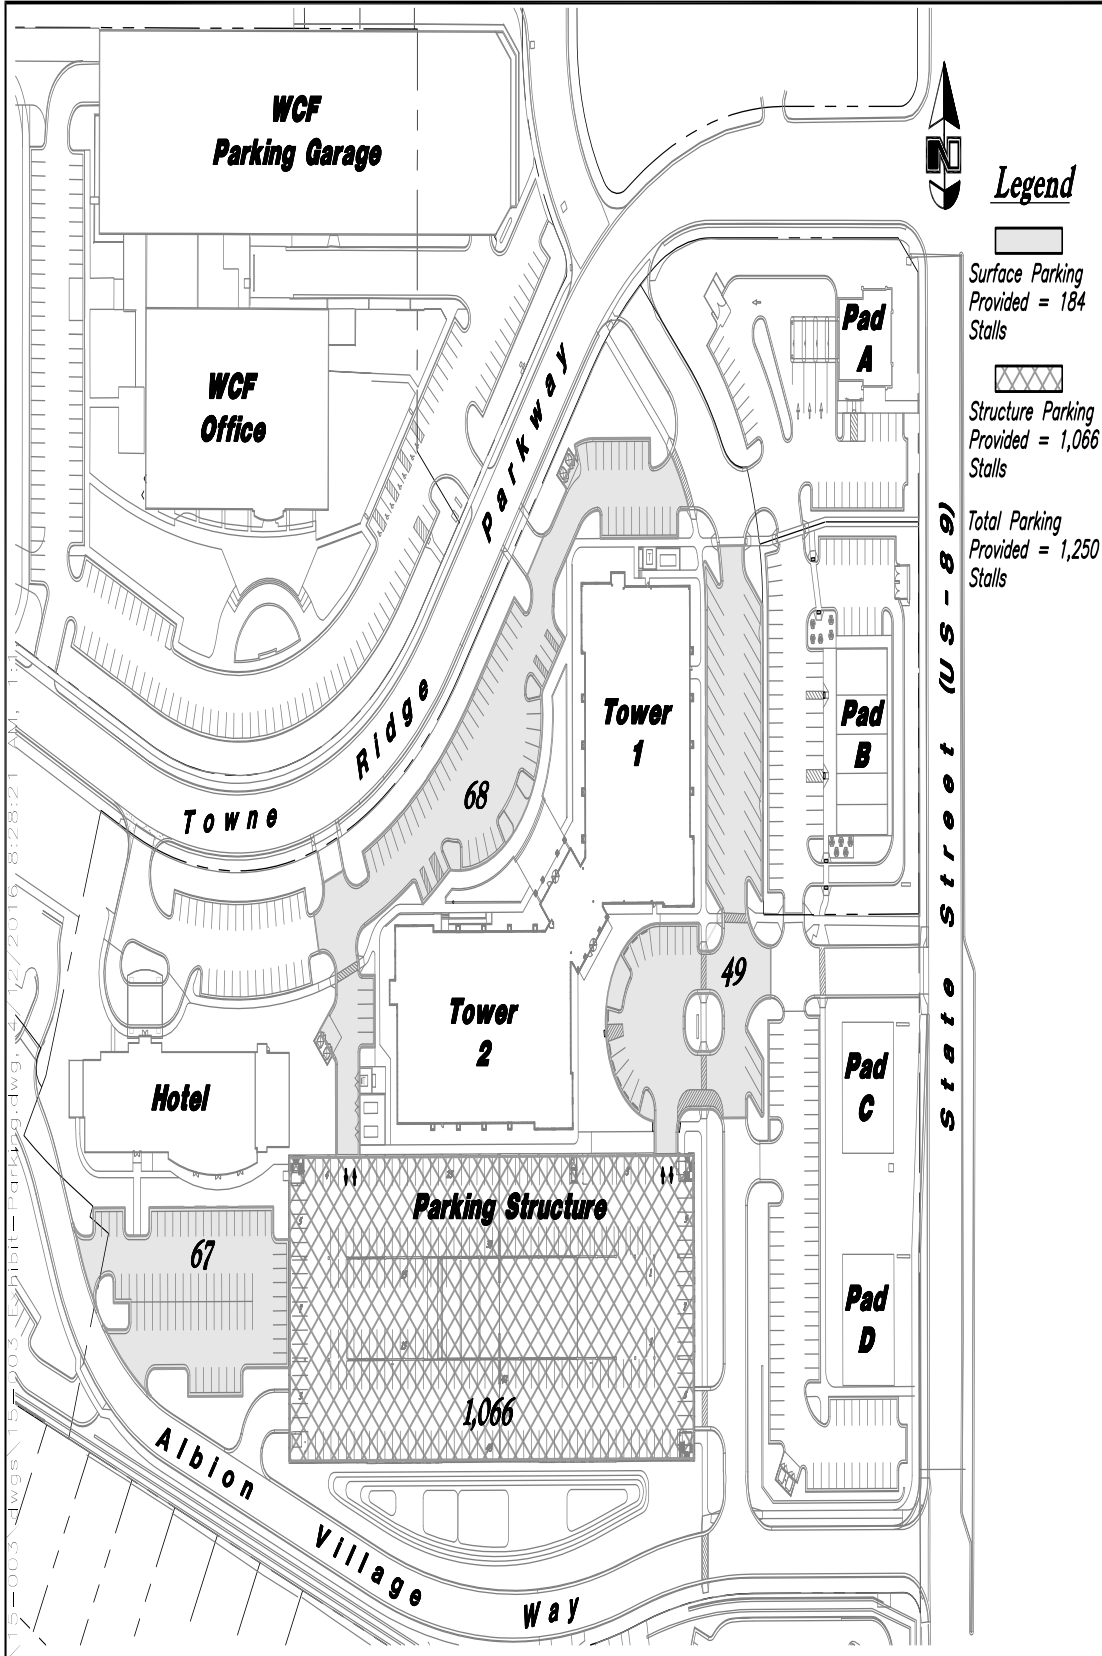 WCF
Parking Garage
Legend
Surface Parking
Provided = 184
Stalls
Structure Parking
Provided = 1,066
Stalls
Total Parking
Provided = 1,250
Stalls
Pad
A
WCF
Office
Towne Ridge Parkway
State Street (US-89)
Tower
1
Pad
B
68
49
Tower
2
Pad
C
Hotel
Parking Structure
67
Pad
D
1,066
Albion Village Way